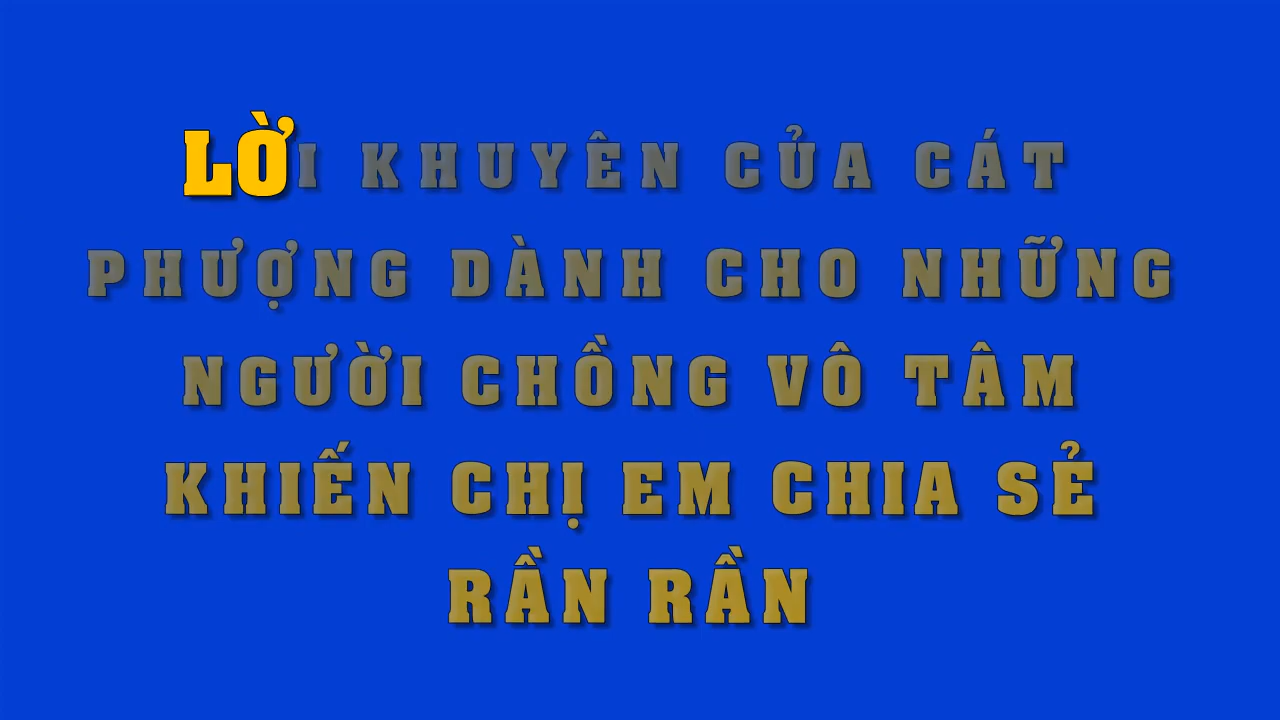 LỜI KHUYÊN CỦA CÁT
PHƯỢNG DÀNH CHO NHỮNG
NGƯỜI CHỒNG VÔ TÂM
KHIẾN CHỊ EM CHIA SẺ
RẦN RẦN